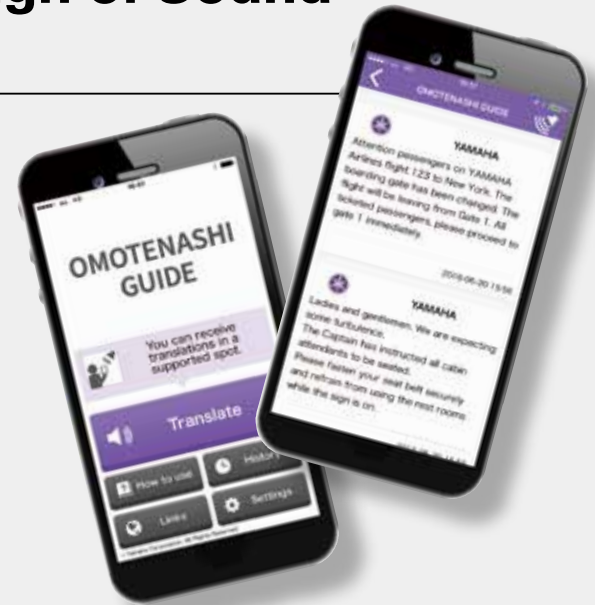 gn of Sound
OMOTENASHI
GUIDE
You can receive
translations in a
supported spot.
Translate
How to use
History
Links
Settings
OMOTENASHI GUIDE
YAMAHA
Attention passengers on YAMAHA
Airlines flight 123 to New York. The
boarding gate has been changed. The
flight will be leaving from Gate 1. All
ticketed passengers, please proceed to
gate 1 immediately.
YAMAHA
Ladies and gentlemen. We are expecting
some turbulence.
The Captain has instructed all cabin
attendants to be seated.
Please fasten your seat belt securely
and refrain from using the rest rooms
while the sign is on.